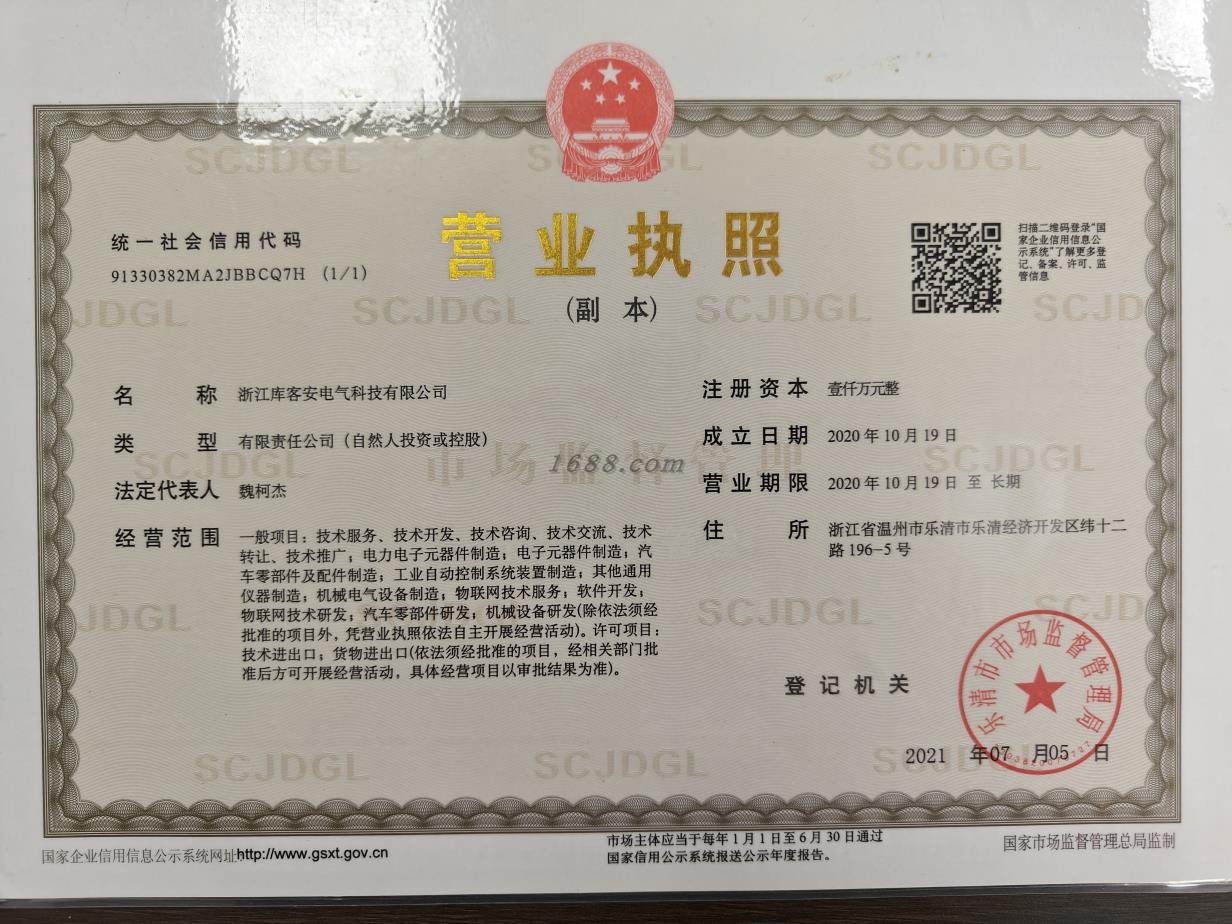 营业执照
(副 本)
统一社会信用代码
91330382MA2JBBCQ7H (1/1)
扫描二维码登录“国
家企业信用信息公
示系统”了解更多登
记、备案、许可、监
管信息
名 称 浙江库客安电气科技有限公司
类 型 有限责任公司（自然人投资或控股）
法定代表人 魏柯杰
经营范围 一般项目：技术服务、技术开发、技术咨询、技术交流、技术
转让、技术推广；电力电子元器件制造；电子元器件制造；汽
车零部件及配件制造；工业自动控制系统装置制造；其他通用
仪器制造；机械电气设备制造；物联网技术服务；软件开发；
物联网技术研发；汽车零部件研发；机械设备研发(除依法须经
批准的项目外，凭营业执照依法自主开展经营活动)。许可项目：
技术进出口；货物进出口(依法须经批准的项目，经相关部门批
准后方可开展经营活动，具体经营项目以审批结果为准)。
注册资本 壹仟万元整
成立日期 2020 年 10 月 19 日
营业期限 2020 年 10 月 19 日 至 长期
住 所 浙江省温州市乐清市乐清经济开发区纬十二
路 196-5 号
市场监督管理
1688.com
登记机关
乐清市市场监督管理局
2021 年07 月05 日
SCJDGL
国家企业信用信息公示系统网址http://www.gsxt.gov.cn
市场主体应当于每年 1 月 1 日至 6 月 30 日通过
国家信用公示系统报送公示年度报告。
国家市场监督管理总局监制